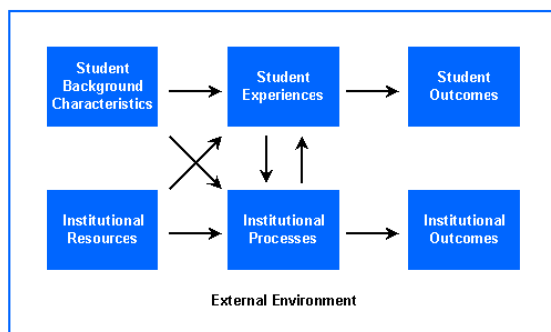 Student
Background
Characteristics
Student
Experiences
Student
Outcomes
Institutional
Resources
Institutional
Processes
Institutional
Outcomes
External Environment